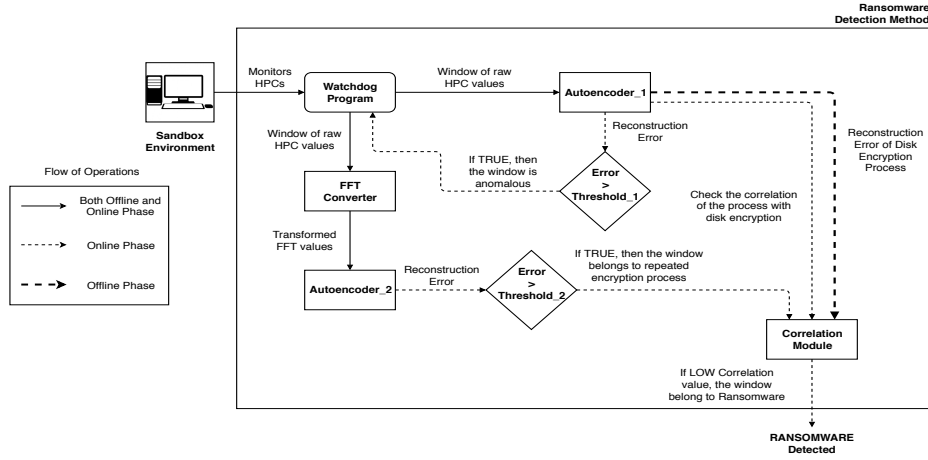 Ransomware
Detection Method
Monitors
HPCs
Watchdog
Program
Window of raw
HPC values
Autoencoder_1
Sandbox
Environment
Window of raw
HPC values
Reconstruction
Error
Reconstruction
Error of Disk
Encryption
Process
If TRUE, then
the window is
anomalous
Error
>
Threshold_1
Flow of Operations
Both Offline and
Online Phase
Online Phase
Offline Phase
FFT
Converter
Check the correlation
of the process with
disk encryption
Transformed
FFT values
Autoencoder_2
Reconstruction
Error
Error
>
Threshold_2
If TRUE, then the window
belongs to repeated
encryption process
Correlation
Module
If LOW Correlation
value, the window
belong to Ransomware
RANSOMWARE
Detected